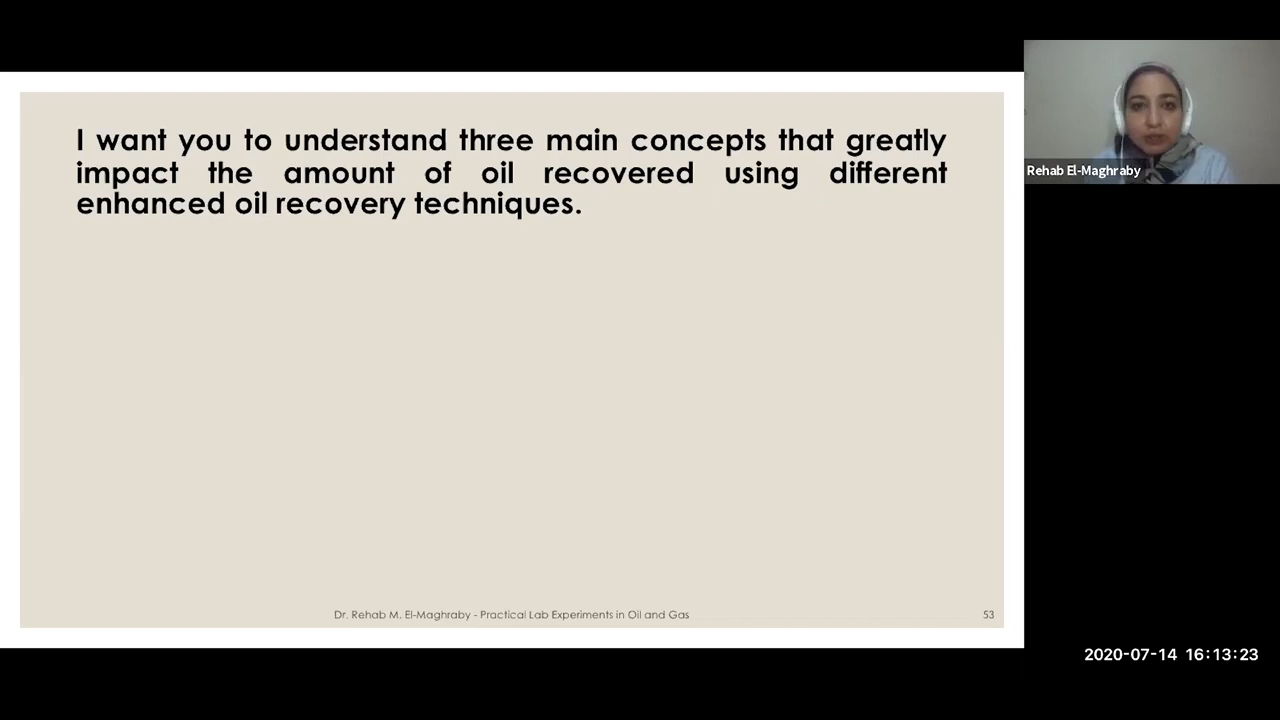 I want you to understand three main concepts that greatly
impact the amount of oil recovered using different
enhanced oil recovery techniques.
Rehab El-Maghraby
Dr. Rehab M. El-Maghraby - Practical Lab Experiments in Oil and Gas
53
2020-07-14 16:13:23